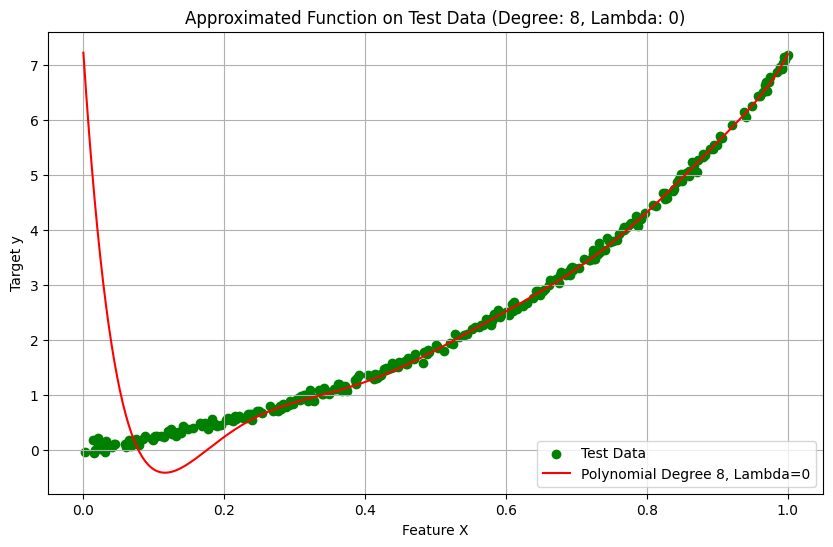 Approximated Function on Test Data (Degree: 8, Lambda: 0)
7
6
5
4
3
2
1
0
Target y
0.0
0.2
0.4
0.6
0.8
1.0
Feature X
Test Data
Polynomial Degree 8, Lambda=0